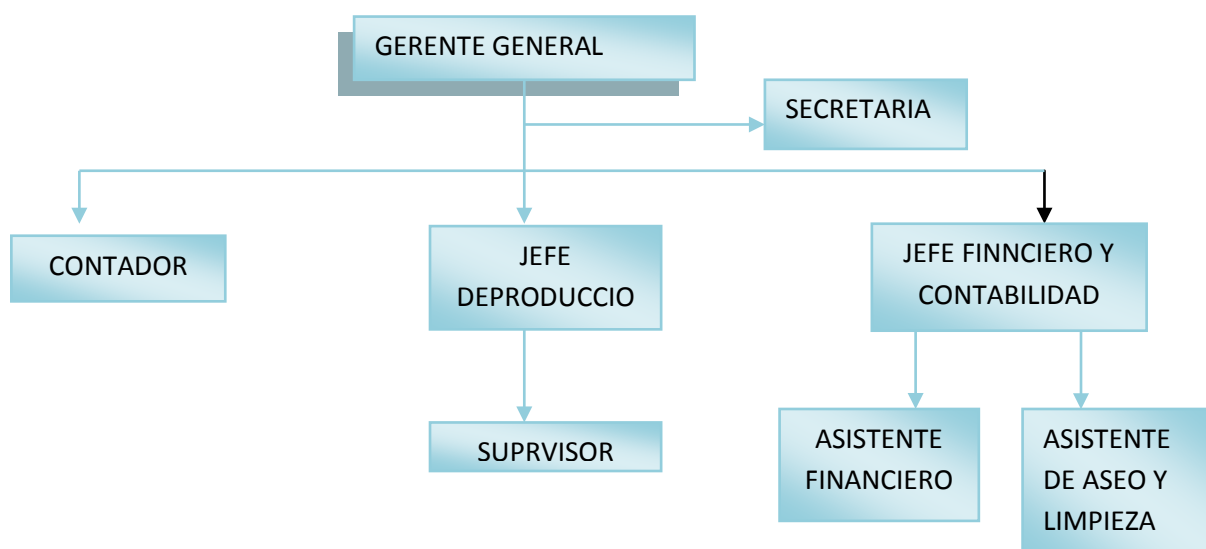 GERENTE GENERAL
SECRETARIA
CONTADOR
JEFE
DEPRODUCCIO
JEFE FINNCIERO Y
CONTABILIDAD
SUPRVISOR
ASISTENTE
FINANCIERO
ASISTENTE
DE ASEO Y
LIMPIEZA